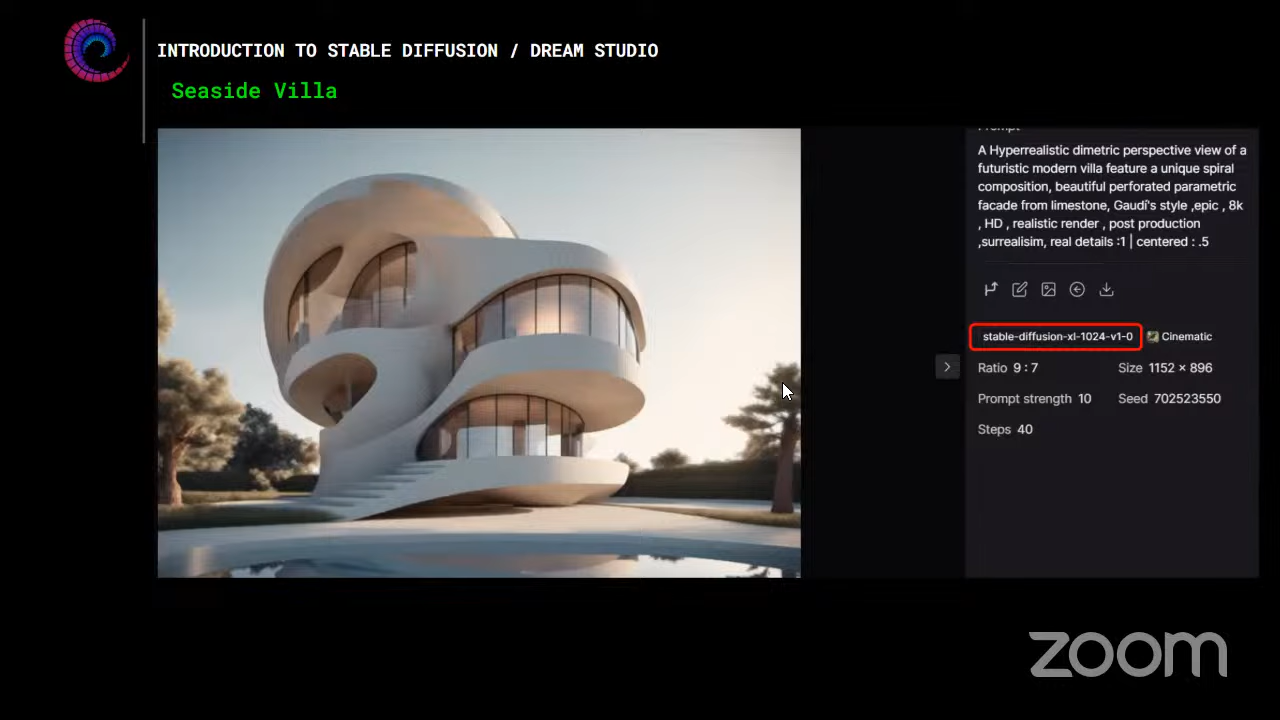 INTRODUCTION TO STABLE DIFFUSION / DREAM STUDIO
Seaside Villa
Prompt
A Hyperrealistic dimetric perspective view of a
futuristic modern villa feature a unique spiral
composition, beautiful perforated parametric
facade from limestone, Gaudí's style ,epic , 8k
, HD , realistic render , post production
,surrealisim, real details :1 | centered : .5
stable-diffusion-xl-1024-v1-0 Cinematic
Ratio 9 : 7 Size 1152 × 896
Prompt strength 10 Seed 702523550
Steps 40
zoom